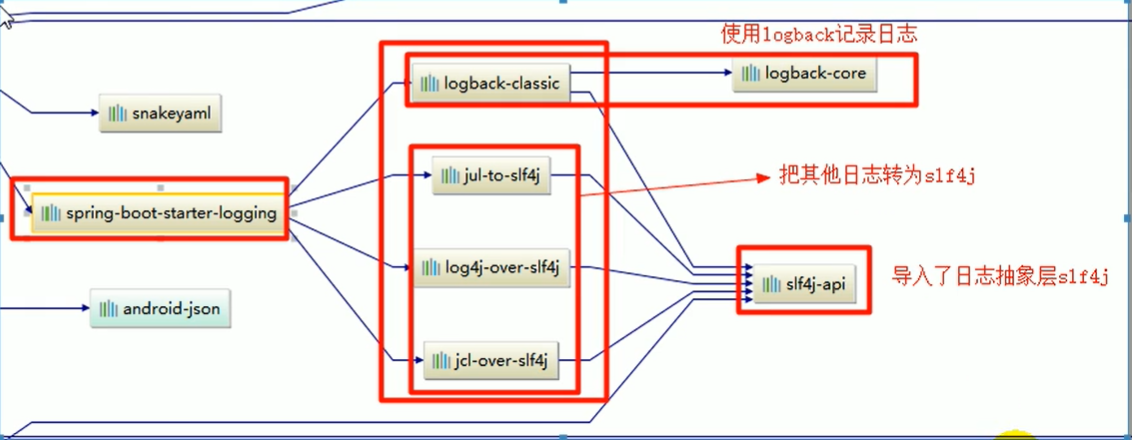 使用logback记录日志
logback-classic
logback-core
snakeyaml
jul-to-slf4j
把其他日志转为slf4j
spring-boot-starter-logging
log4j-over-slf4j
slf4j-api
导入了日志抽象层slf4j
android-json
jcl-over-slf4j